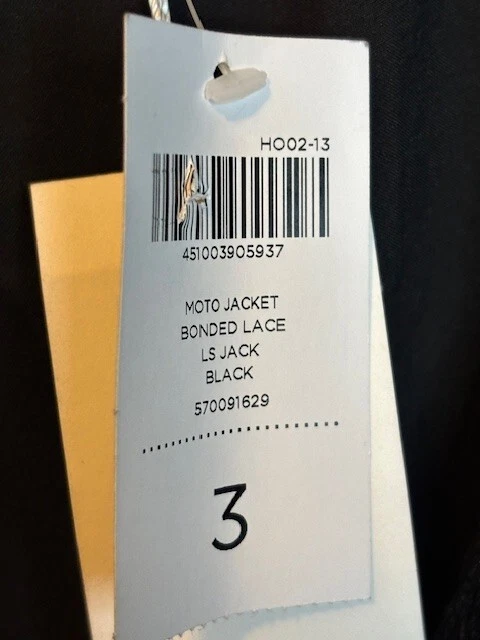 HO02-13
451003905937
MOTO JACKET
BONDED LACE
LS JACK
BLACK
570091629
3